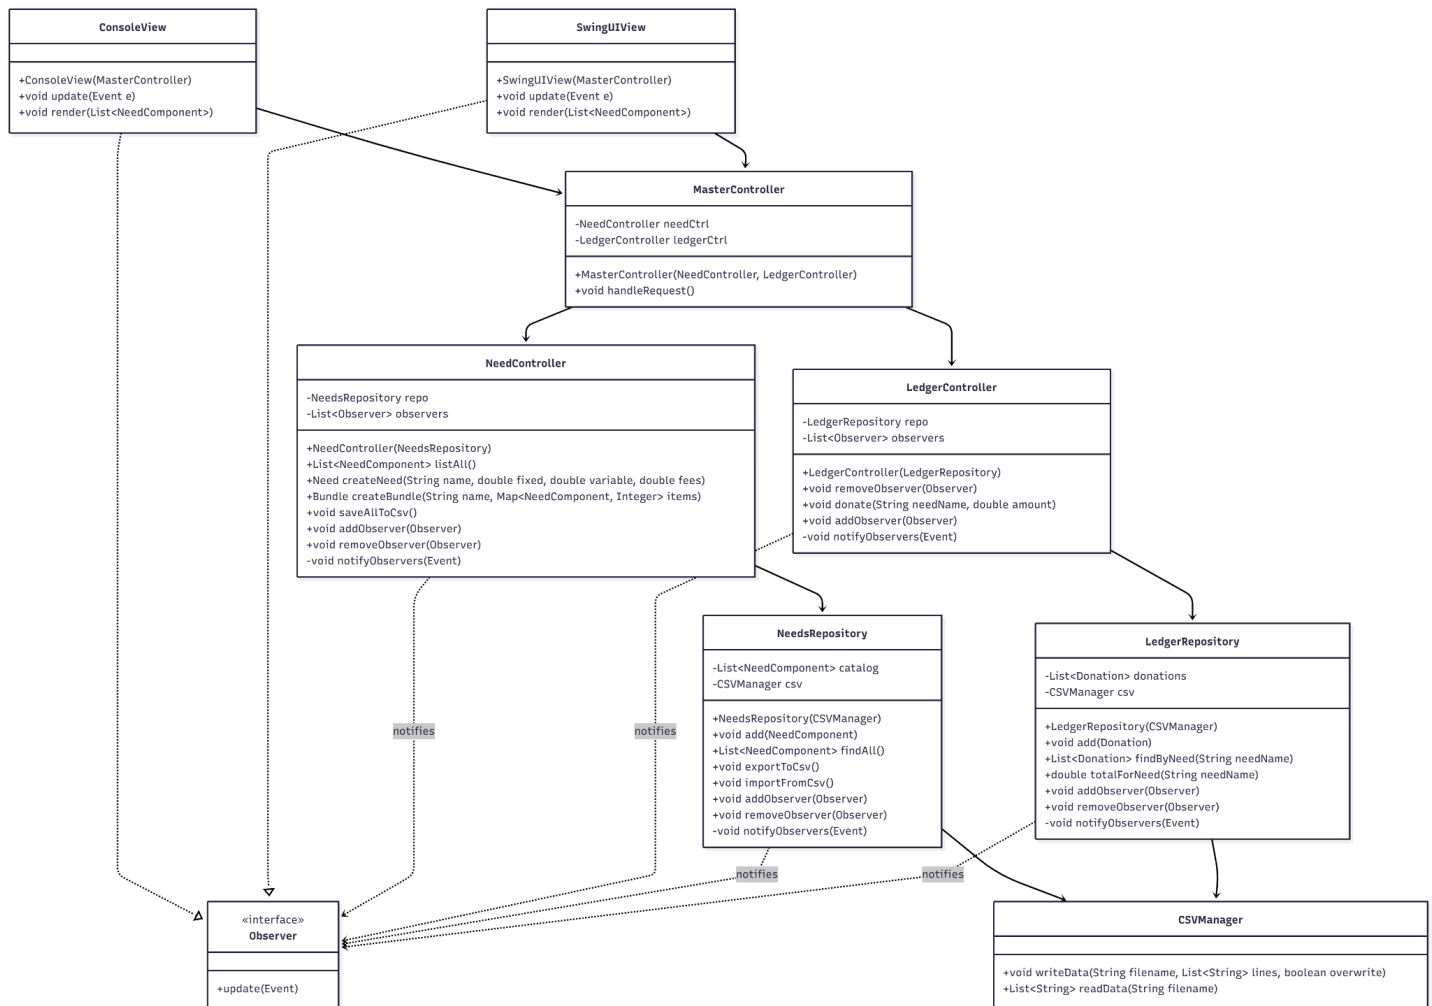 ConsoleView
+ConsoleView(MasterController)
+void update(Event e)
+void render(List<NeedComponent>)
SwingUIView
+SwingUIView(MasterController)
+void update(Event e)
+void render(List<NeedComponent>)
MasterController
-NeedController needCtrl
-LedgerController ledgerCtrl
+MasterController(NeedController, LedgerController)
+void handleRequest()
NeedController
-NeedsRepository repo
-List<Observer> observers
+NeedController(NeedsRepository)
+List<NeedComponent> listAll()
+Need createNeed(String name, double fixed, double variable, double fees)
+Bundle createBundle(String name, Map<NeedComponent, Integer> items)
+void saveAllToCsv()
+void addObserver(Observer)
+void removeObserver(Observer)
-void notifyObservers(Event)
LedgerController
-LedgerRepository repo
-List<Observer> observers
+LedgerController(LedgerRepository)
+void removeObserver(Observer)
+void donate(String needName, double amount)
+void addObserver(Observer)
-void notifyObservers(Event)
NeedsRepository
-List<NeedComponent> catalog
-CSVManager csv
+NeedsRepository(CSVManager)
+void add(NeedComponent)
+List<NeedComponent> findAll()
+void exportToCsv()
+void importFromCsv()
+void addObserver(Observer)
+void removeObserver(Observer)
-void notifyObservers(Event)
LedgerRepository
-List<Donation> donations
-CSVManager csv
+LedgerRepository(CSVManager)
+void add(Donation)
+List<Donation> findByNeed(String needName)
+double totalForNeed(String needName)
+void addObserver(Observer)
+void removeObserver(Observer)
-void notifyObservers(Event)
notifies
notifies
notifies
notifies
«interface»
Observer
+update(Event)
CSVManager
+void writeData(String filename, List<String> lines, boolean overwrite)
+List<String> readData(String filename)